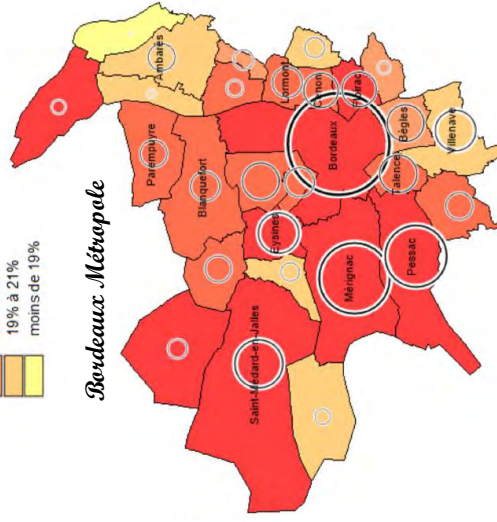 19% à 21%
moins de 19%
Bordeaux Métropole
Ambarès
Parempuyre
Blanquefort
Lormont
Cenon
Floirac
Eysines
Bordeaux
Saint-Médard-en-Jalles
Mérignac
Talence
Bègles
Villenave
Pessac